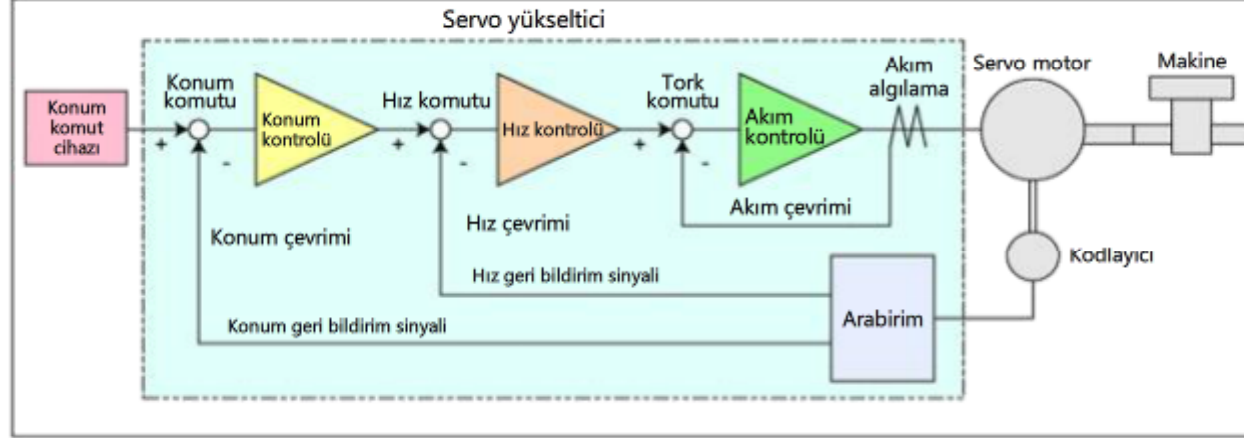 Servo yükseltici
Konum
komut
cihazı
Konum
komutu
+
-
Konum
kontrolü
Hız komutu
+
-
Hız kontrolü
Tork
komutu
+
-
Akım
kontrolü
Akım
algılama
Servo motor
Makine
Konum çevrimi
Hız çevrimi
Akım çevrimi
Kodlayıcı
Hız geri bildirim sinyali
Konum geri bildirim sinyali
Arabirim